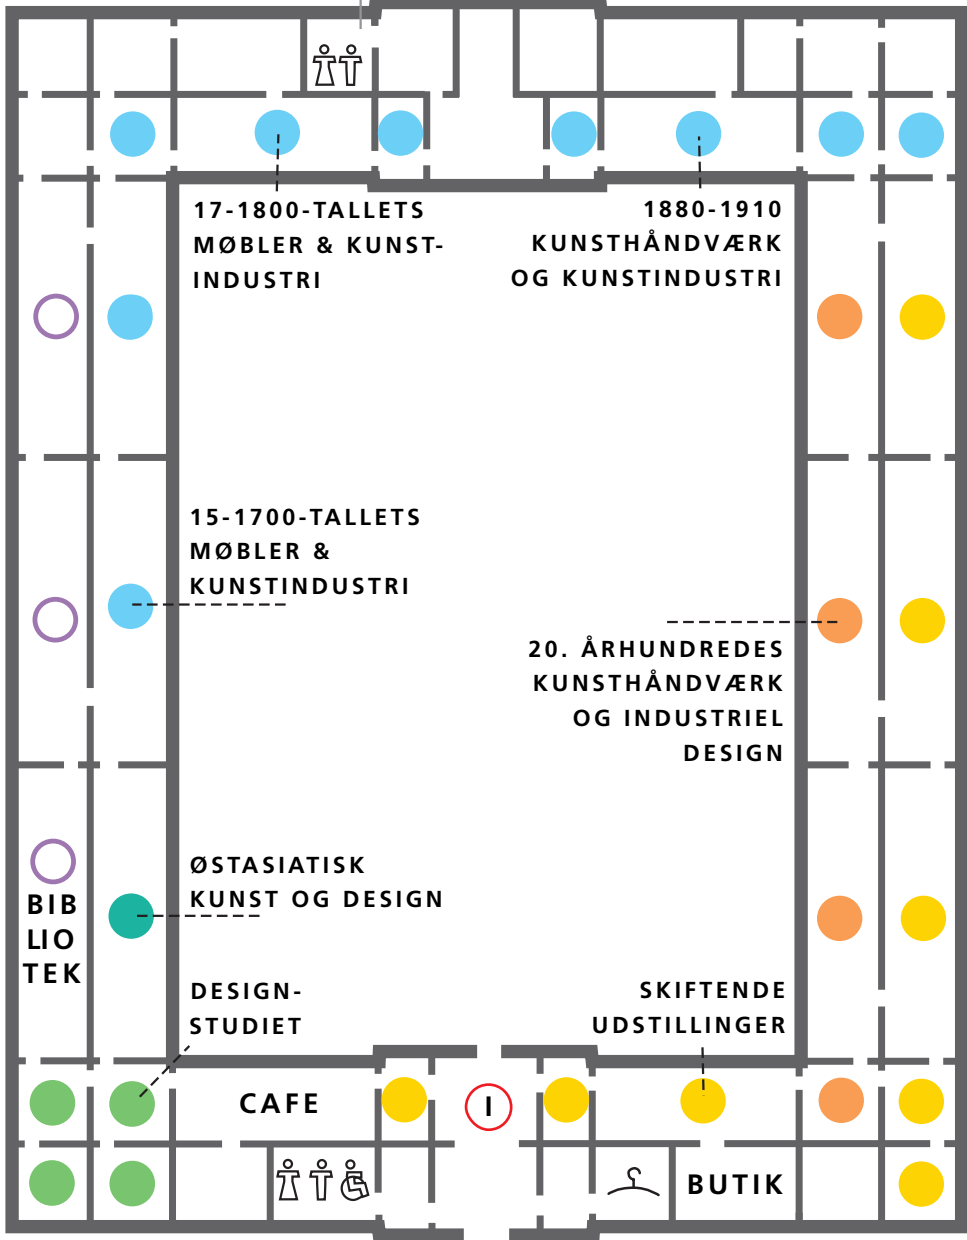 17-1800-TALLETS
MØBLER & KUNST-
INDUSTRI
1880-1910
KUNSTHÅNDVÆRK
OG KUNSTINDUSTRI
15-1700-TALLETS
MØBLER &
KUNSTINDUSTRI
20. ÅRHUNDREDES
KUNSTHÅNDVÆRK
OG INDUSTRIEL
DESIGN
ØSTASIATISK
KUNST OG DESIGN
BIB
LIO
TEK
DESIGN-
STUDIET
SKIFTENDE
UDSTILLINGER
CAFE
I
BUTIK